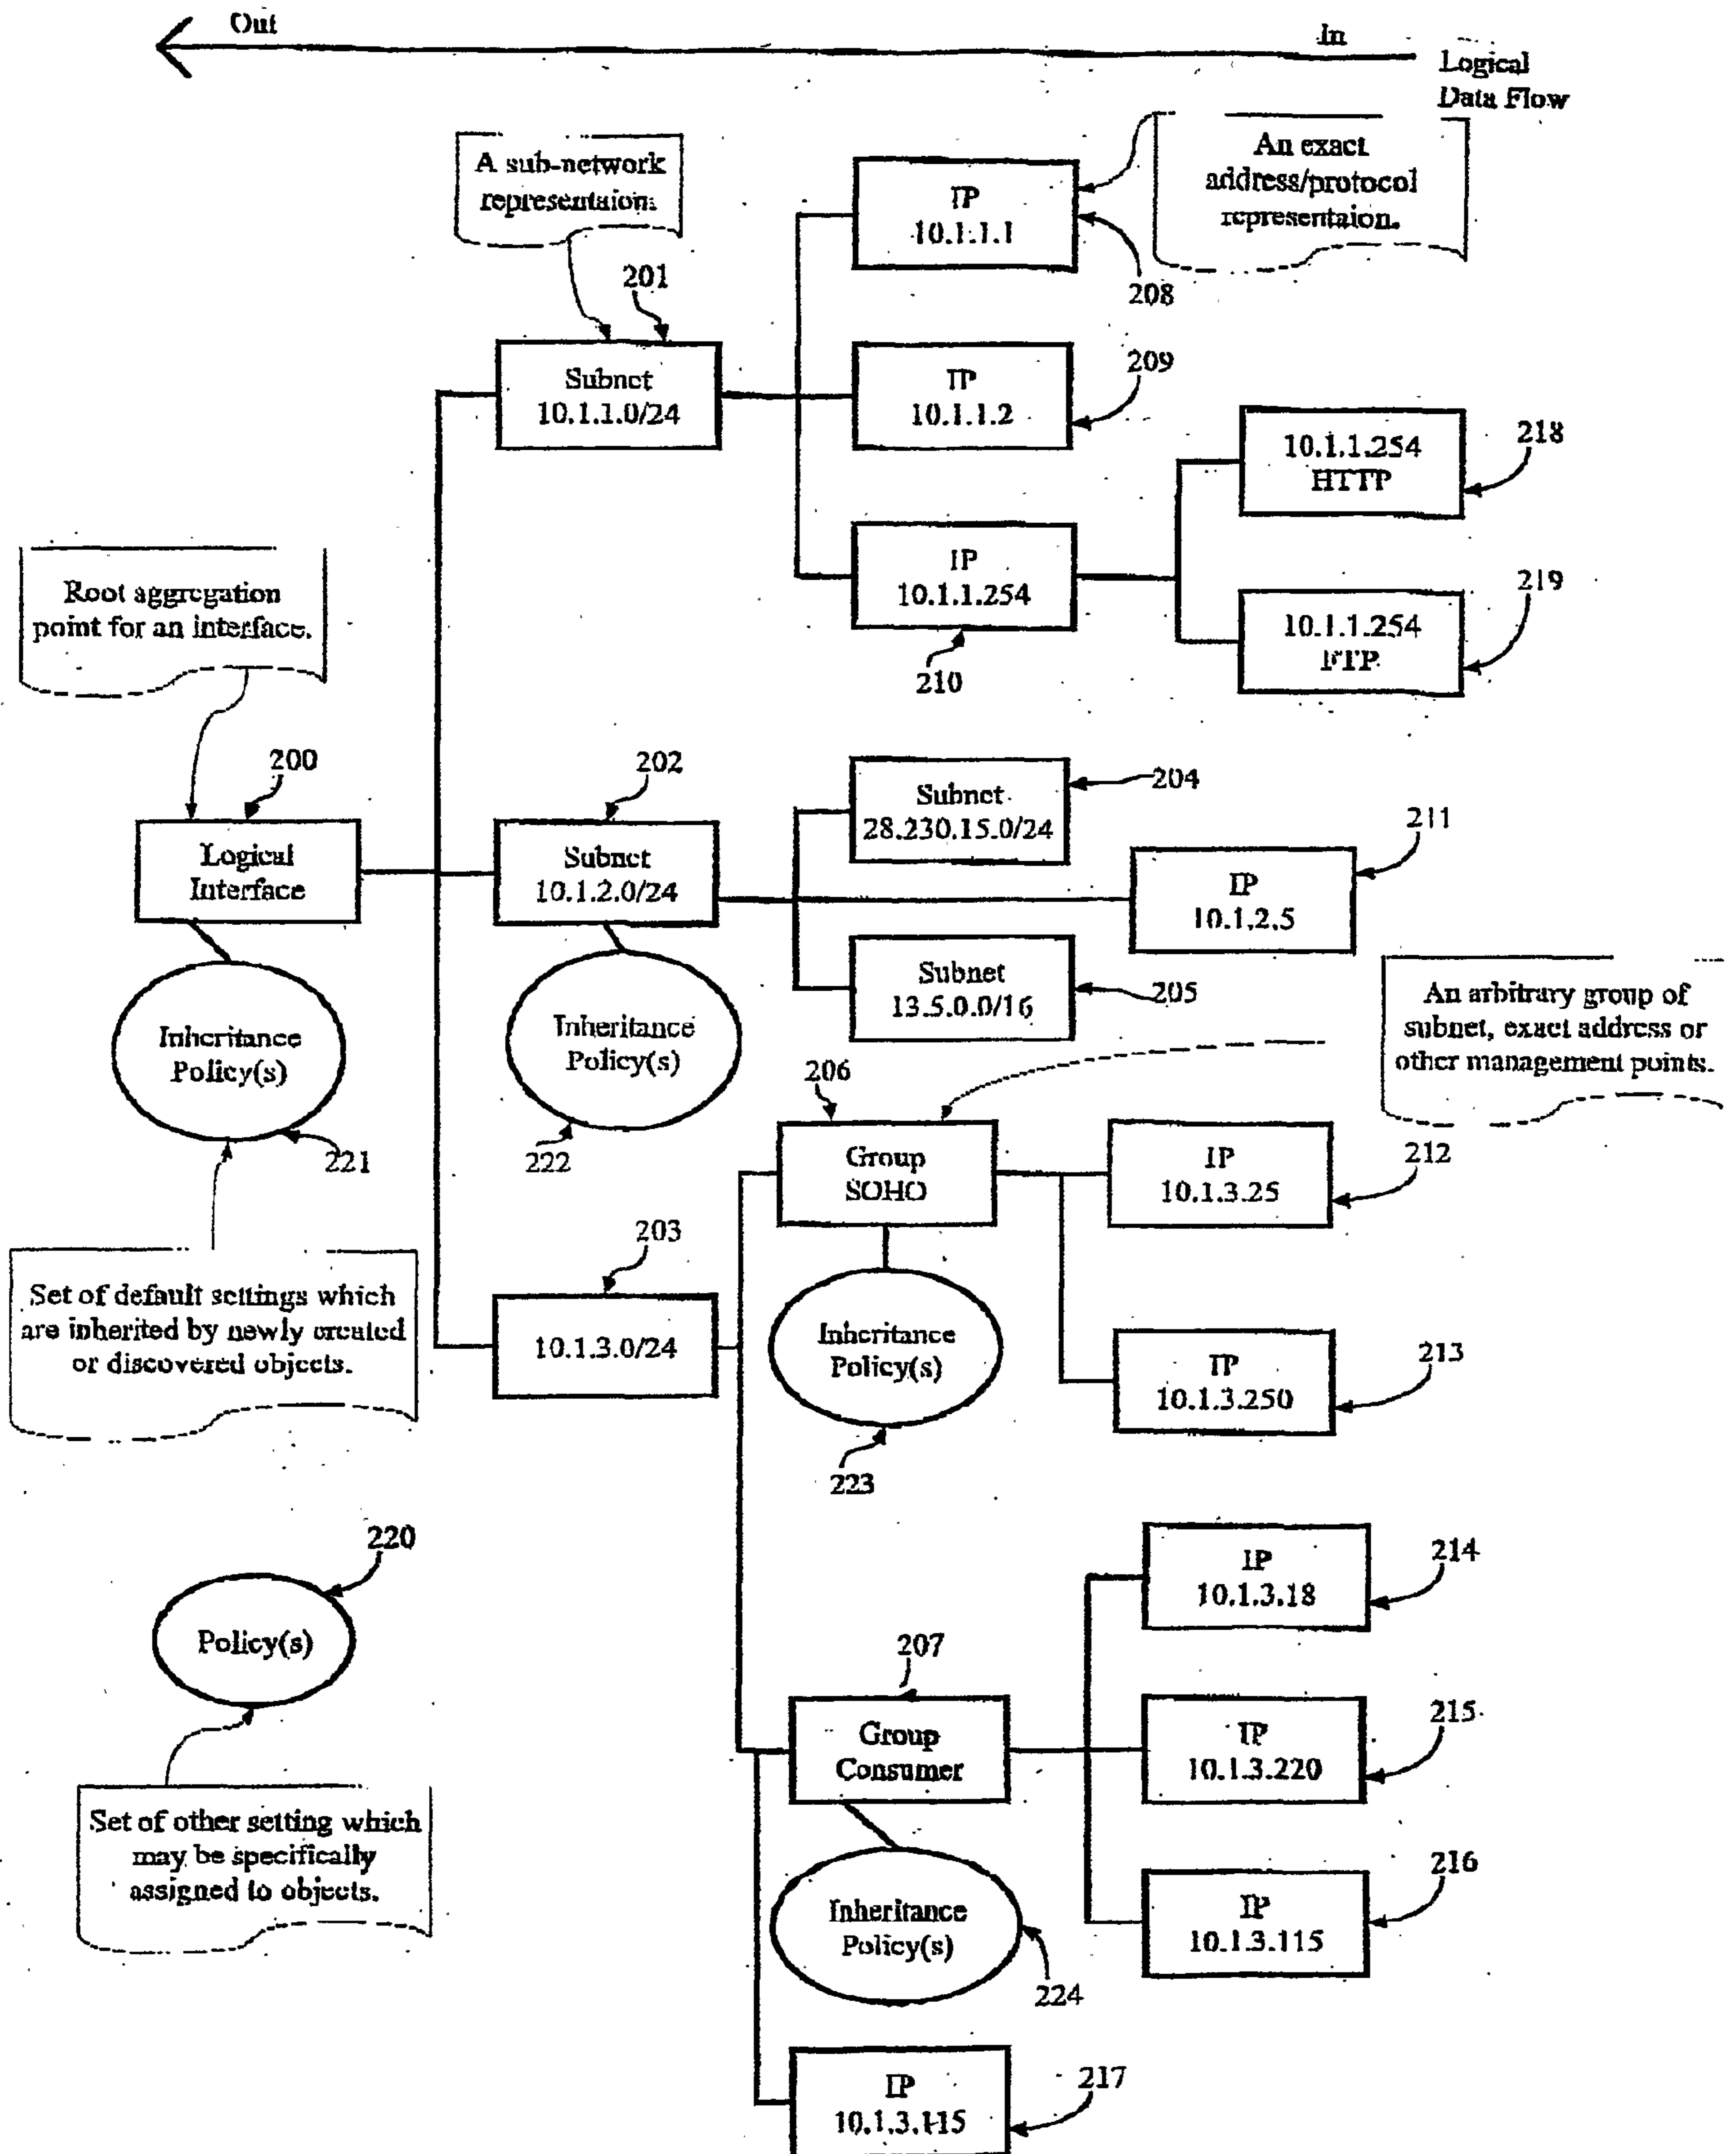 Out
In
Logical
Data Flow
A sub-network
representaion.
An exact
address/protocol
representaion.
IP
10.1.1.1
208
201
Subnet
10.1.1.0/24
IP
10.1.1.2
209
10.1.1.254
HTTP
218
IP
10.1.1.254
210
10.1.1.254
FTP
219
Root aggregation
point for an interface.
200
Logical
Interface
202
Subnet
10.1.2.0/24
Subnet
28.230.15.0/24
204
211
IP
10.1.2.5
Subnet
13.5.0.0/16
205
Inheritance
Policy(s)
221
Inheritance
Policy(s)
222
An arbitrary group of
subnet, exact address or
other management points.
206
Group
SOHO
IP
10.1.3.25
212
203
10.1.3.0/24
Set of default settings which
are inherited by newly created
or discovered objects.
Inheritance
Policy(s)
223
IP
10.1.3.250
213
220
Policy(s)
Set of other setting which
may be specifically
assigned to objects.
IP
10.1.3.18
214
207
Group
Consumer
IP
10.1.3.220
215
Inheritance
Policy(s)
224
IP
10.1.3.115
216
IP
10.1.3.115
217